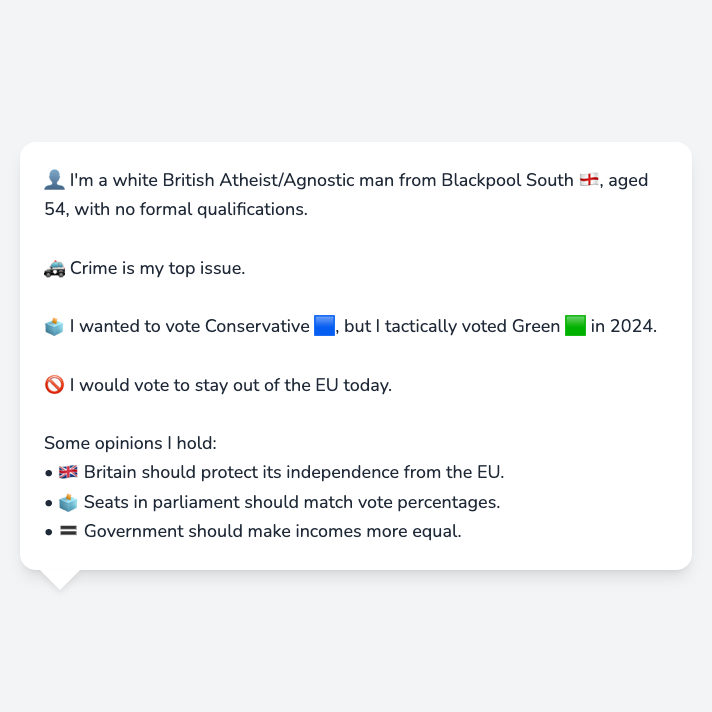 👤 I'm a white British Atheist/Agnostic man from Blackpool South 🏴󠁧󠁢󠁥󠁮󠁧󠁿, aged
54, with no formal qualifications.
🚓 Crime is my top issue.
🗳️ I wanted to vote Conservative 🟦, but I tactically voted Green 🟩 in 2024.
🚫 I would vote to stay out of the EU today.
Some opinions I hold:
• 🇬🇧 Britain should protect its independence from the EU.
• 🗳️ Seats in parliament should match vote percentages.
• 🟰 Government should make incomes more equal.